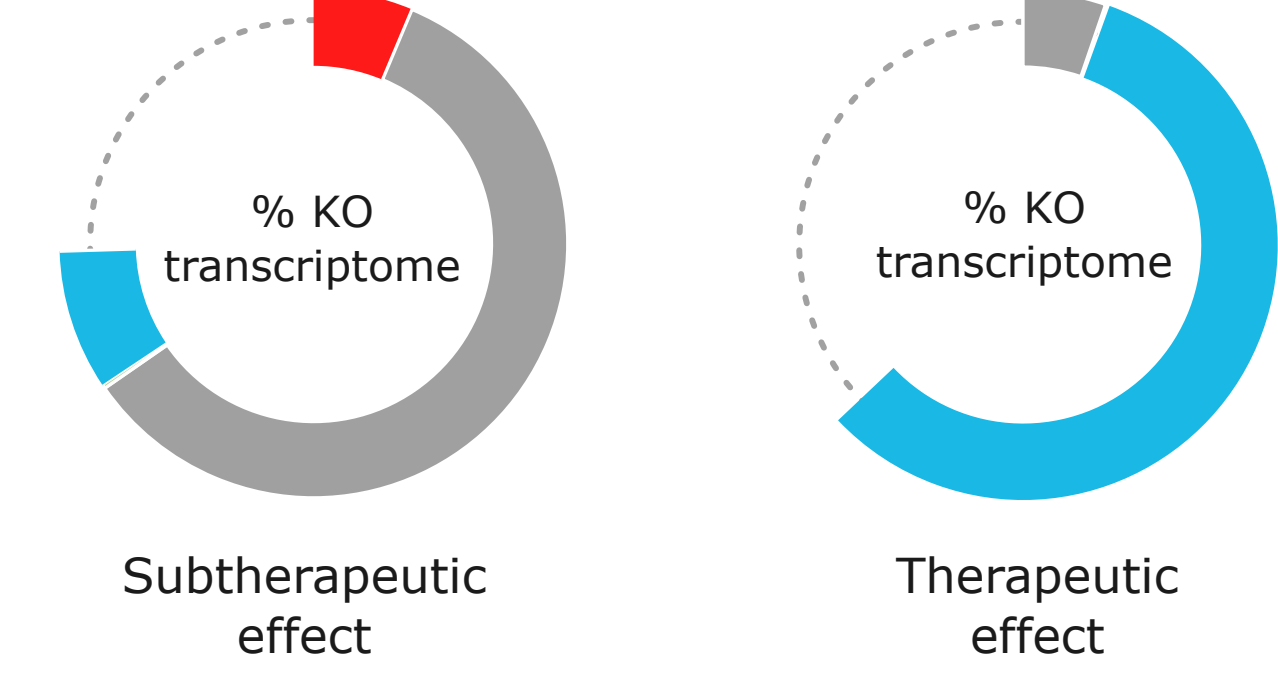 % KO
transcriptome
% KO
transcriptome
Subtherapeutic
effect
Therapeutic
effect